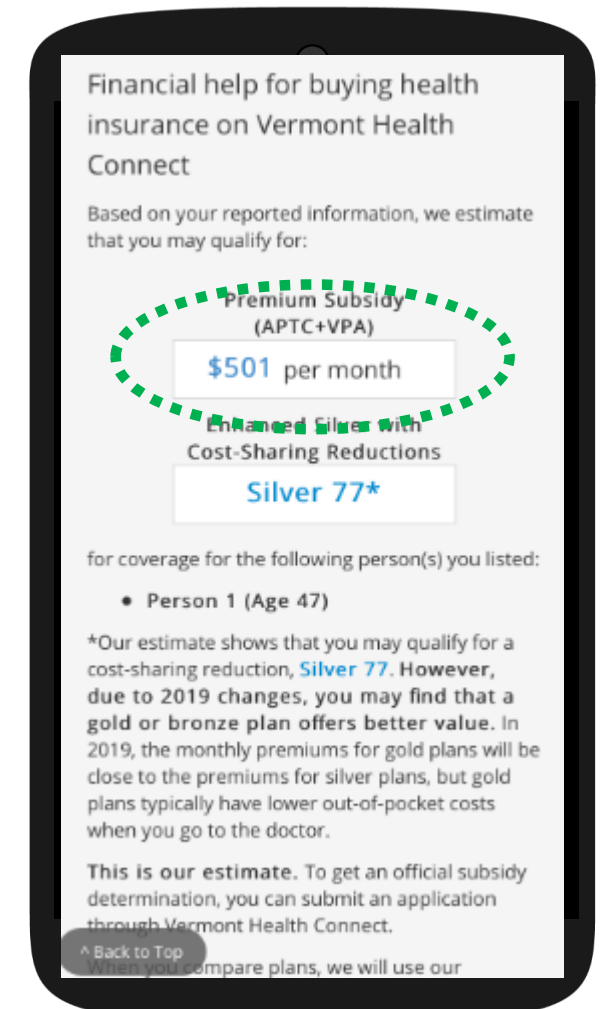 Financial help for buying health
insurance on Vermont Health
Connect
Based on your reported information, we estimate
that you may qualify for:
Premium Subsidy
(APTC+VPA)
$501 per month
Enhanced Silver with
Cost-Sharing Reductions
Silver 77*
for coverage for the following person(s) you listed:
• Person 1 (Age 47)
*Our estimate shows that you may qualify for a
cost-sharing reduction, Silver 77. However,
due to 2019 changes, you may find that a
gold or bronze plan offers better value. In
2019, the monthly premiums for gold plans will be
close to the premiums for silver plans, but gold
plans typically have lower out-of-pocket costs
when you go to the doctor.
This is our estimate. To get an official subsidy
determination, you can submit an application
through Vermont Health Connect.
^ Back to Top
When you compare plans, we will use our